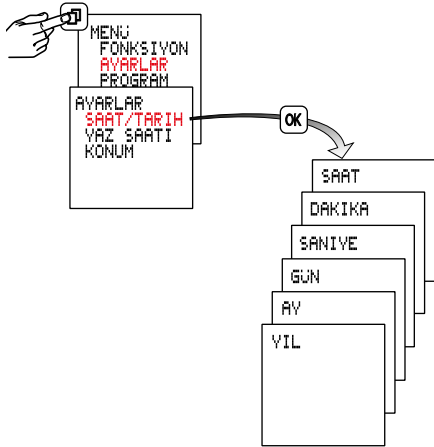 MENÜ
FONKSIYON
AYARLAR
PROGRAM
AYARLAR
SAAT/TARIH
YAZ SAATI
KONUM
OK
SAAT
DAKIKA
SANIYE
GÜN
AY
YIL